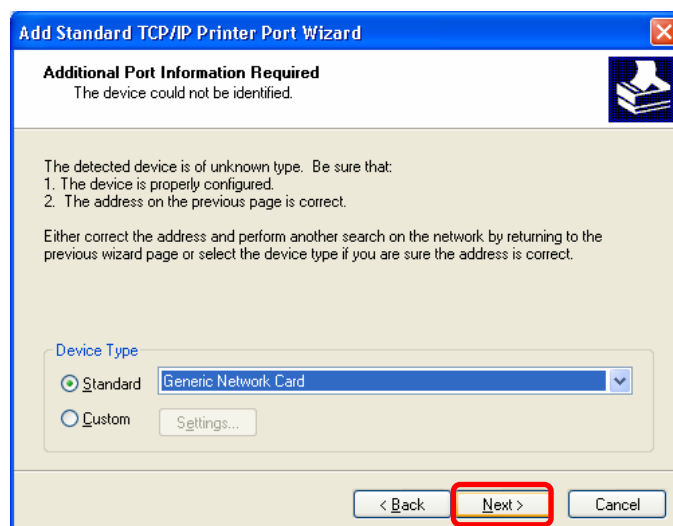 Add Standard TCP/IP Printer Port Wizard
Additional Port Information Required
The device could not be identified.
The detected device is of unknown type. Be sure that:
1. The device is properly configured.
2. The address on the previous page is correct.
Either correct the address and perform another search on the network by returning to the
previous wizard page or select the device type if you are sure the address is correct.
Device Type
Standard Generic Network Card
Custom Settings...
< Back Next > Cancel